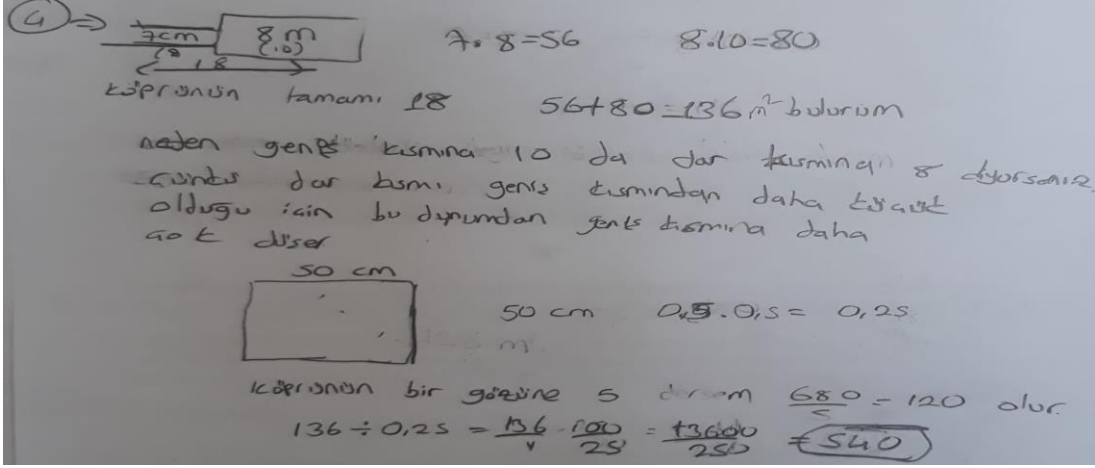 4 ⇒ 7cm 8m 7.8=56 8.10=80
(8 (10)
18
köprünün tamamı 18 56+80=136 m² bulurum
neden geniş kısmına 10 da dar kısmına 8 diyorsanız
çünkü dar kısmı geniş kısmından daha küçük
olduğu için bu durumdan geniş kısmına daha
çok düşer
50 cm
50 cm 0,5.0,5= 0,25
m
köprünün bir gözüne 5 dersem 680/5 = 120 olur.
136÷0,25 = 136/ . 100/25 = 13600/250 = 540